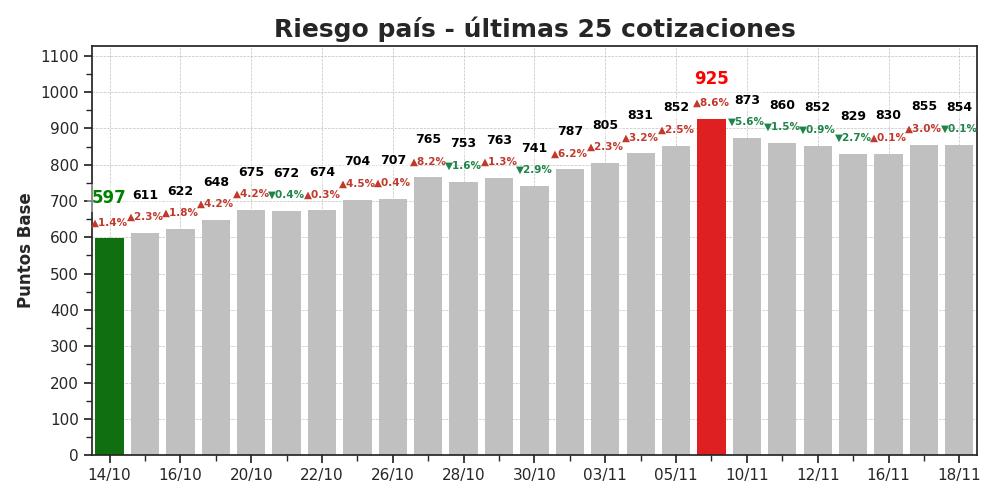 Riesgo país - últimas 25 cotizaciones
Puntos Base
1100
1000
900
800
700
600
500
400
300
200
100
0
597 611 622 648 675 672 674 704 707 765 753 763 741 787 805 831 852 925 873 860 852 829 830 855 854
▲1.4% ▲2.3% ▲1.8% ▲4.2% ▲4.2% ▼0.4% ▲0.3% ▲4.5% ▲0.4% ▲8.2% ▼1.6% ▲1.3% ▼2.9% ▲6.2% ▲2.3% ▲3.2% ▲2.5% ▲8.6% ▼5.6% ▼1.5% ▼0.9% ▼2.7% ▲0.1% ▲3.0% ▼0.1%
14/10 16/10 20/10 22/10 26/10 28/10 30/10 03/11 05/11 10/11 12/11 16/11 18/11